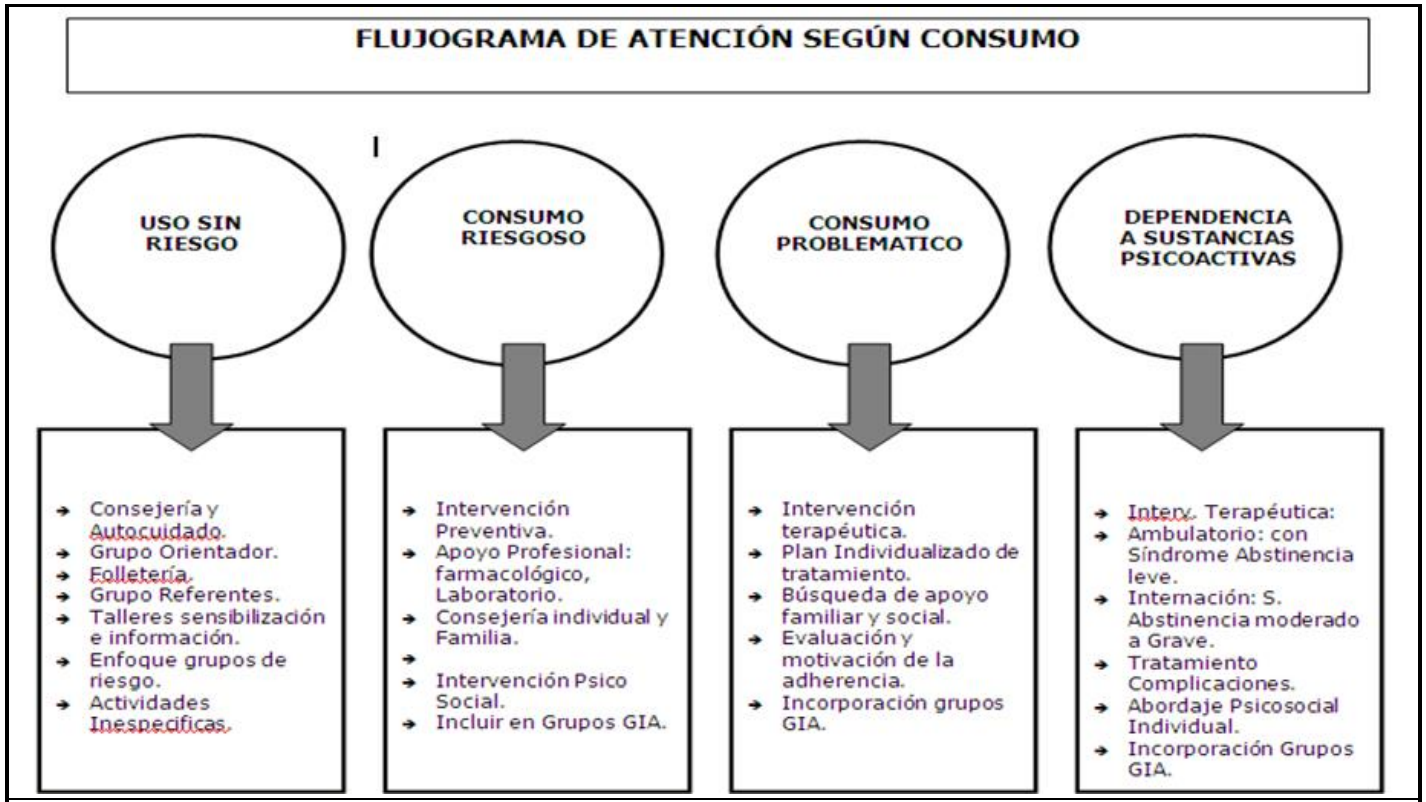 FLUJOGRAMA DE ATENCIÓN SEGÚN CONSUMO
USO SIN
RIESGO
CONSUMO
RIESGOSO
CONSUMO
PROBLEMATICO
DEPENDENCIA
A SUSTANCIAS
PSICOACTIVAS
➔ Consejería y
Autocuidado.
➔ Grupo Orientador.
➔ Folletería.
➔ Grupo Referentes.
➔ Talleres sensibilización
e información.
➔ Enfoque grupos de
riesgo.
➔ Actividades
Inespecificas.
➔ Intervención
Preventiva.
➔ Apoyo Profesional:
farmacológico,
Laboratorio.
➔ Consejería individual y
Familia.
➔
➔ Intervención Psico
Social.
➔ Incluir en Grupos GIA.
➔ Intervención
terapéutica.
➔ Plan Individualizado de
tratamiento.
➔ Búsqueda de apoyo
familiar y social.
➔ Evaluación y
motivación de la
adherencia.
➔ Incorporación grupos
GIA.
➔ Interv. Terapéutica:
➔ Ambulatorio: con
Síndrome Abstinencia
leve.
➔ Internación: S.
Abstinencia moderado
a Grave.
➔ Tratamiento
Complicaciones.
➔ Abordaje Psicosocial
Individual.
➔ Incorporación Grupos
GIA.